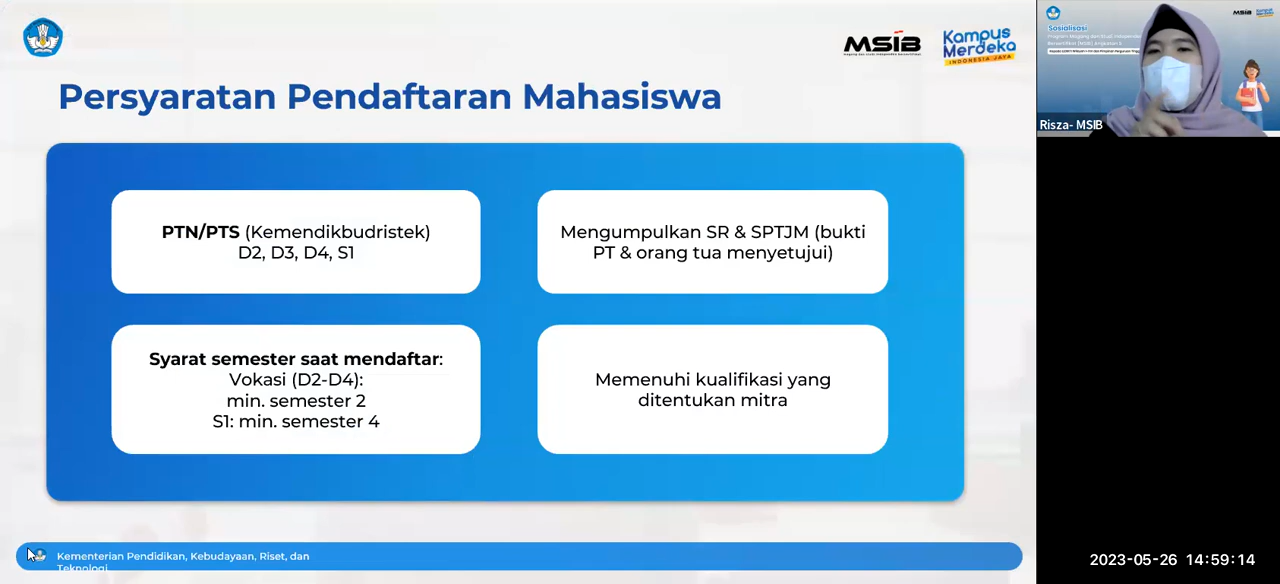 MSIB
Kampus
Merdeka
INDONESIA JAYA
Persyaratan Pendaftaran Mahasiswa
PTN/PTS (Kemendikbudristek)
D2, D3, D4, S1
Mengumpulkan SR & SPTJM (bukti
PT & orang tua menyetujui)
Syarat semester saat mendaftar:
Vokasi (D2-D4):
min. semester 2
S1: min. semester 4
Memenuhi kualifikasi yang
ditentukan mitra
Kementerian Pendidikan, Kebudayaan, Riset, dan
Teknologi
MSIB
Sosialisasi
Risza- MSIB
2023-05-26 14:59:14